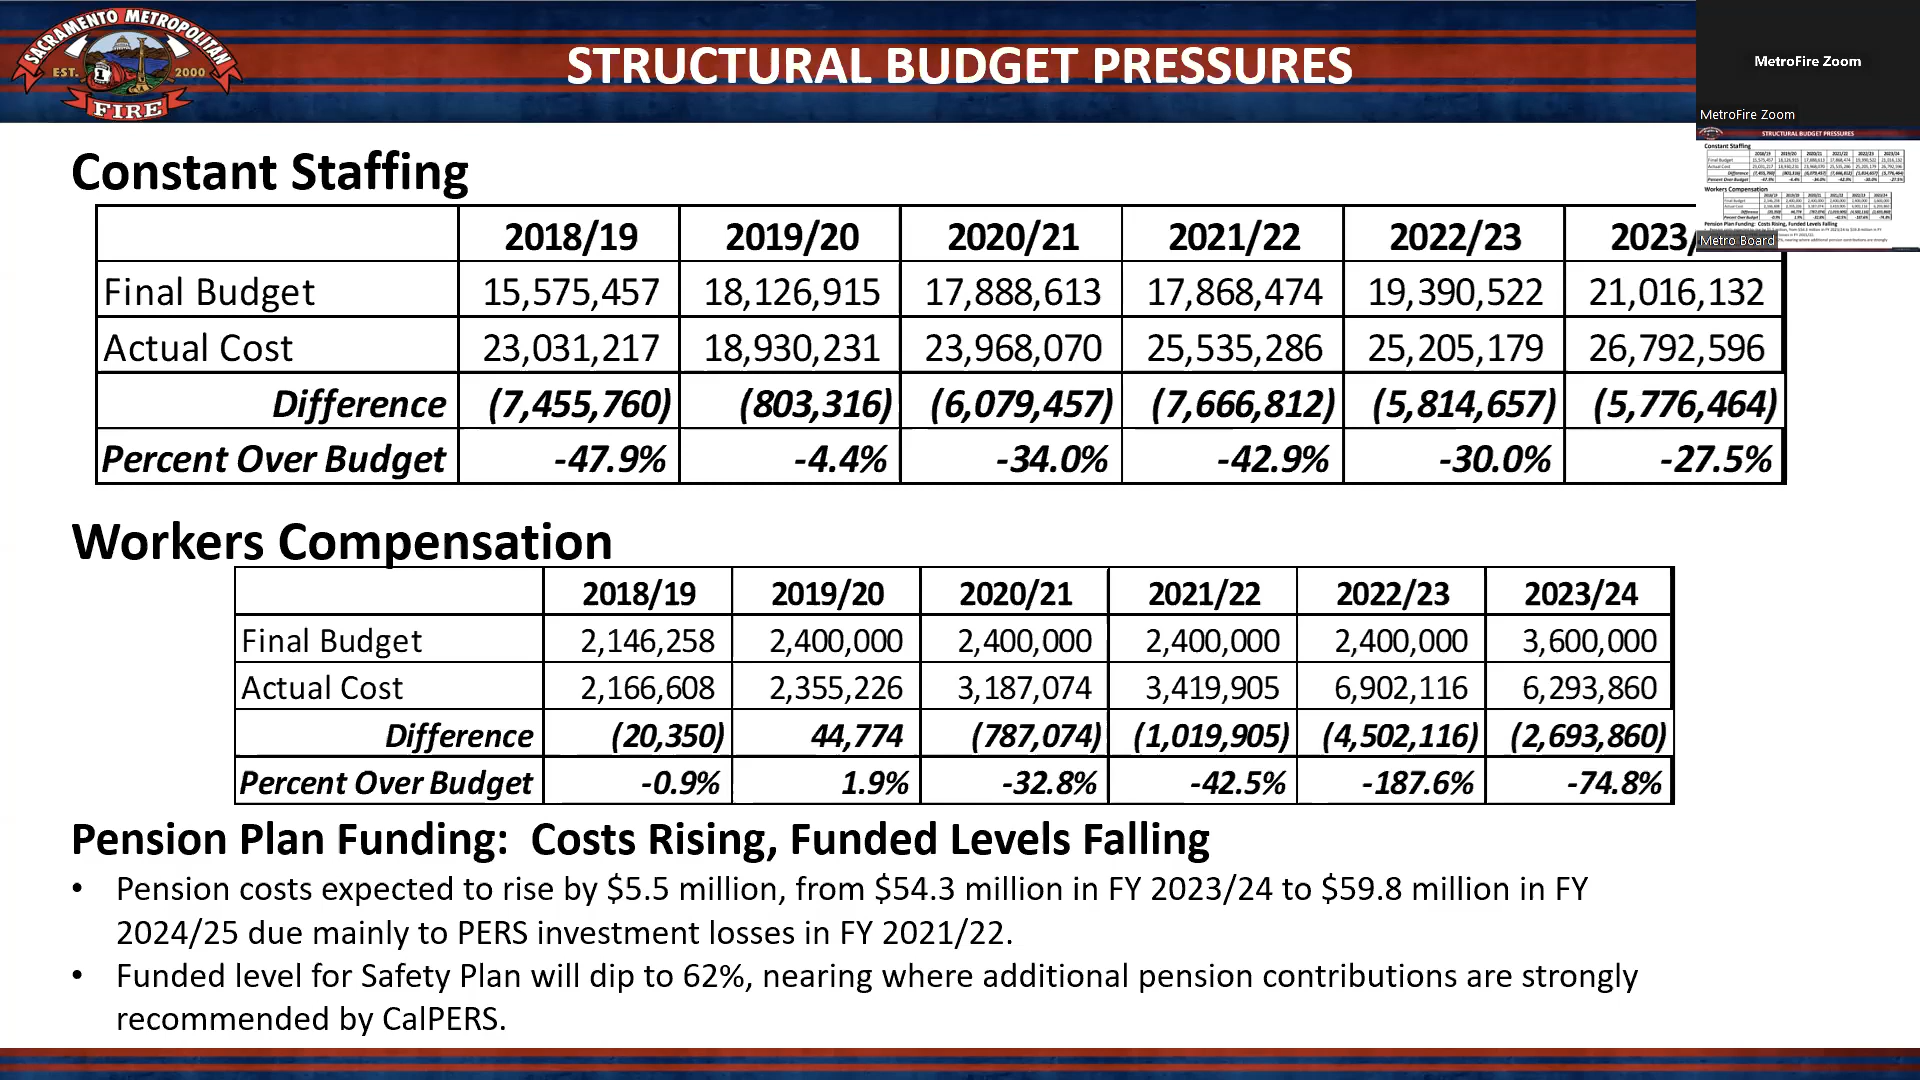 SACRAMENTO METROPOLITAN
EST. 2000
1
FIRE
STRUCTURAL BUDGET PRESSURES
MetroFire Zoom
MetroFire Zoom
STRUCTURAL BUDGET PRESSURES
Constant Staffing
Workers Compensation
Metro Board
Constant Staffing
2018/19 2019/20 2020/21 2021/22 2022/23 2023/
Final Budget 15,575,457 18,126,915 17,888,613 17,868,474 19,390,522 21,016,132
Actual Cost 23,031,217 18,930,231 23,968,070 25,535,286 25,205,179 26,792,596
Difference (7,455,760) (803,316) (6,079,457) (7,666,812) (5,814,657) (5,776,464)
Percent Over Budget -47.9% -4.4% -34.0% -42.9% -30.0% -27.5%
Workers Compensation
2018/19 2019/20 2020/21 2021/22 2022/23 2023/24
Final Budget 2,146,258 2,400,000 2,400,000 2,400,000 2,400,000 3,600,000
Actual Cost 2,166,608 2,355,226 3,187,074 3,419,905 6,902,116 6,293,860
Difference (20,350) 44,774 (787,074) (1,019,905) (4,502,116) (2,693,860)
Percent Over Budget -0.9% 1.9% -32.8% -42.5% -187.6% -74.8%
Pension Plan Funding: Costs Rising, Funded Levels Falling
• Pension costs expected to rise by $5.5 million, from $54.3 million in FY 2023/24 to $59.8 million in FY
2024/25 due mainly to PERS investment losses in FY 2021/22.
• Funded level for Safety Plan will dip to 62%, nearing where additional pension contributions are strongly
recommended by CalPERS.